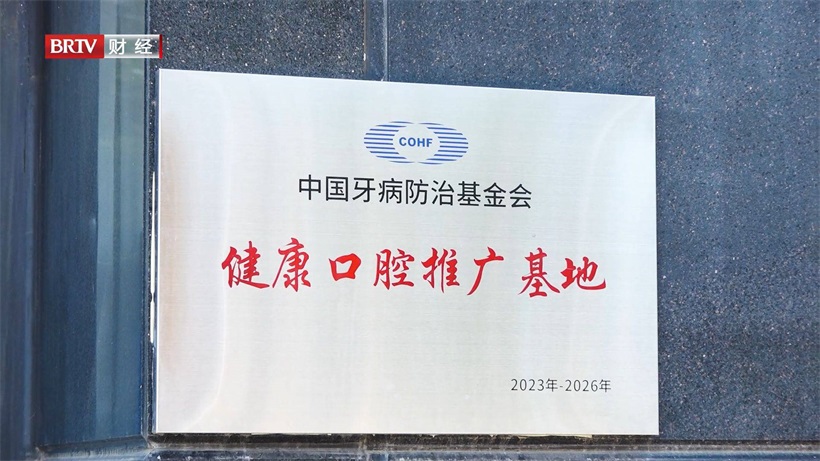 BRTV 财经
COHF
中国牙病防治基金会
健康口腔推广基地
2023年-2026年